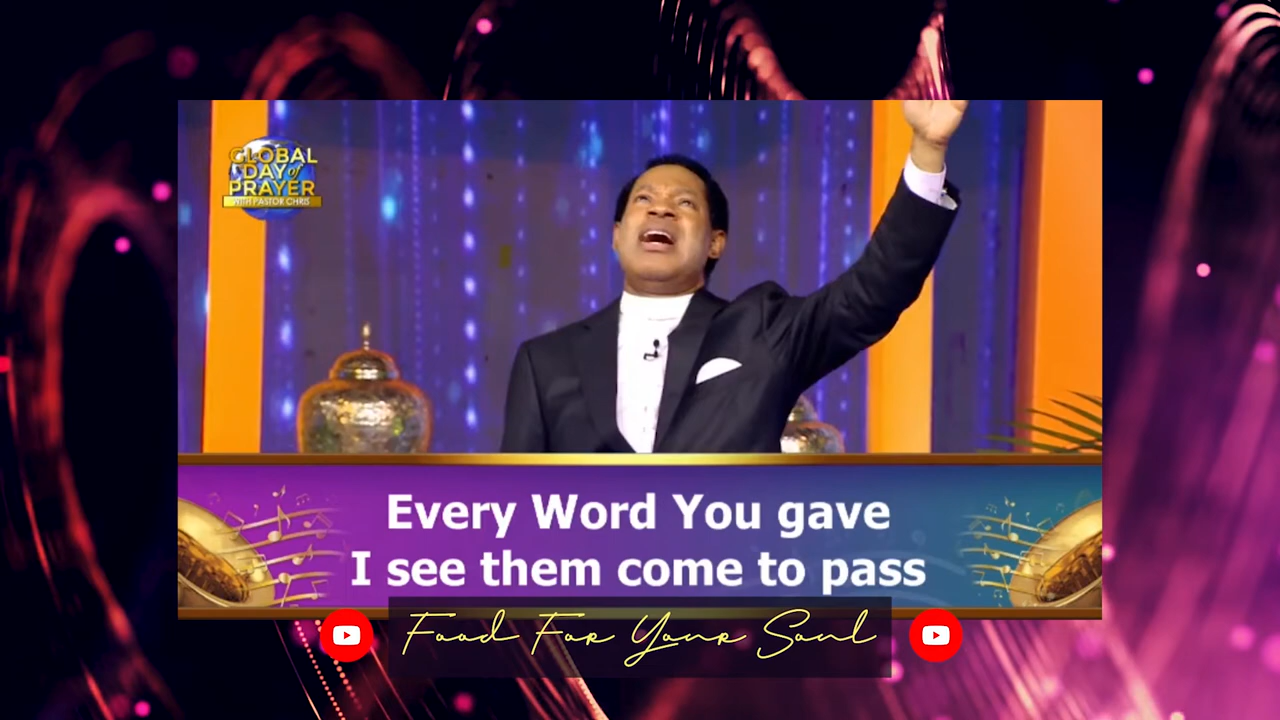 GLOBAL
DAY of
PRAYER
WITH PASTOR CHRIS
Every Word You gave
I see them come to pass
Food For Your Soul